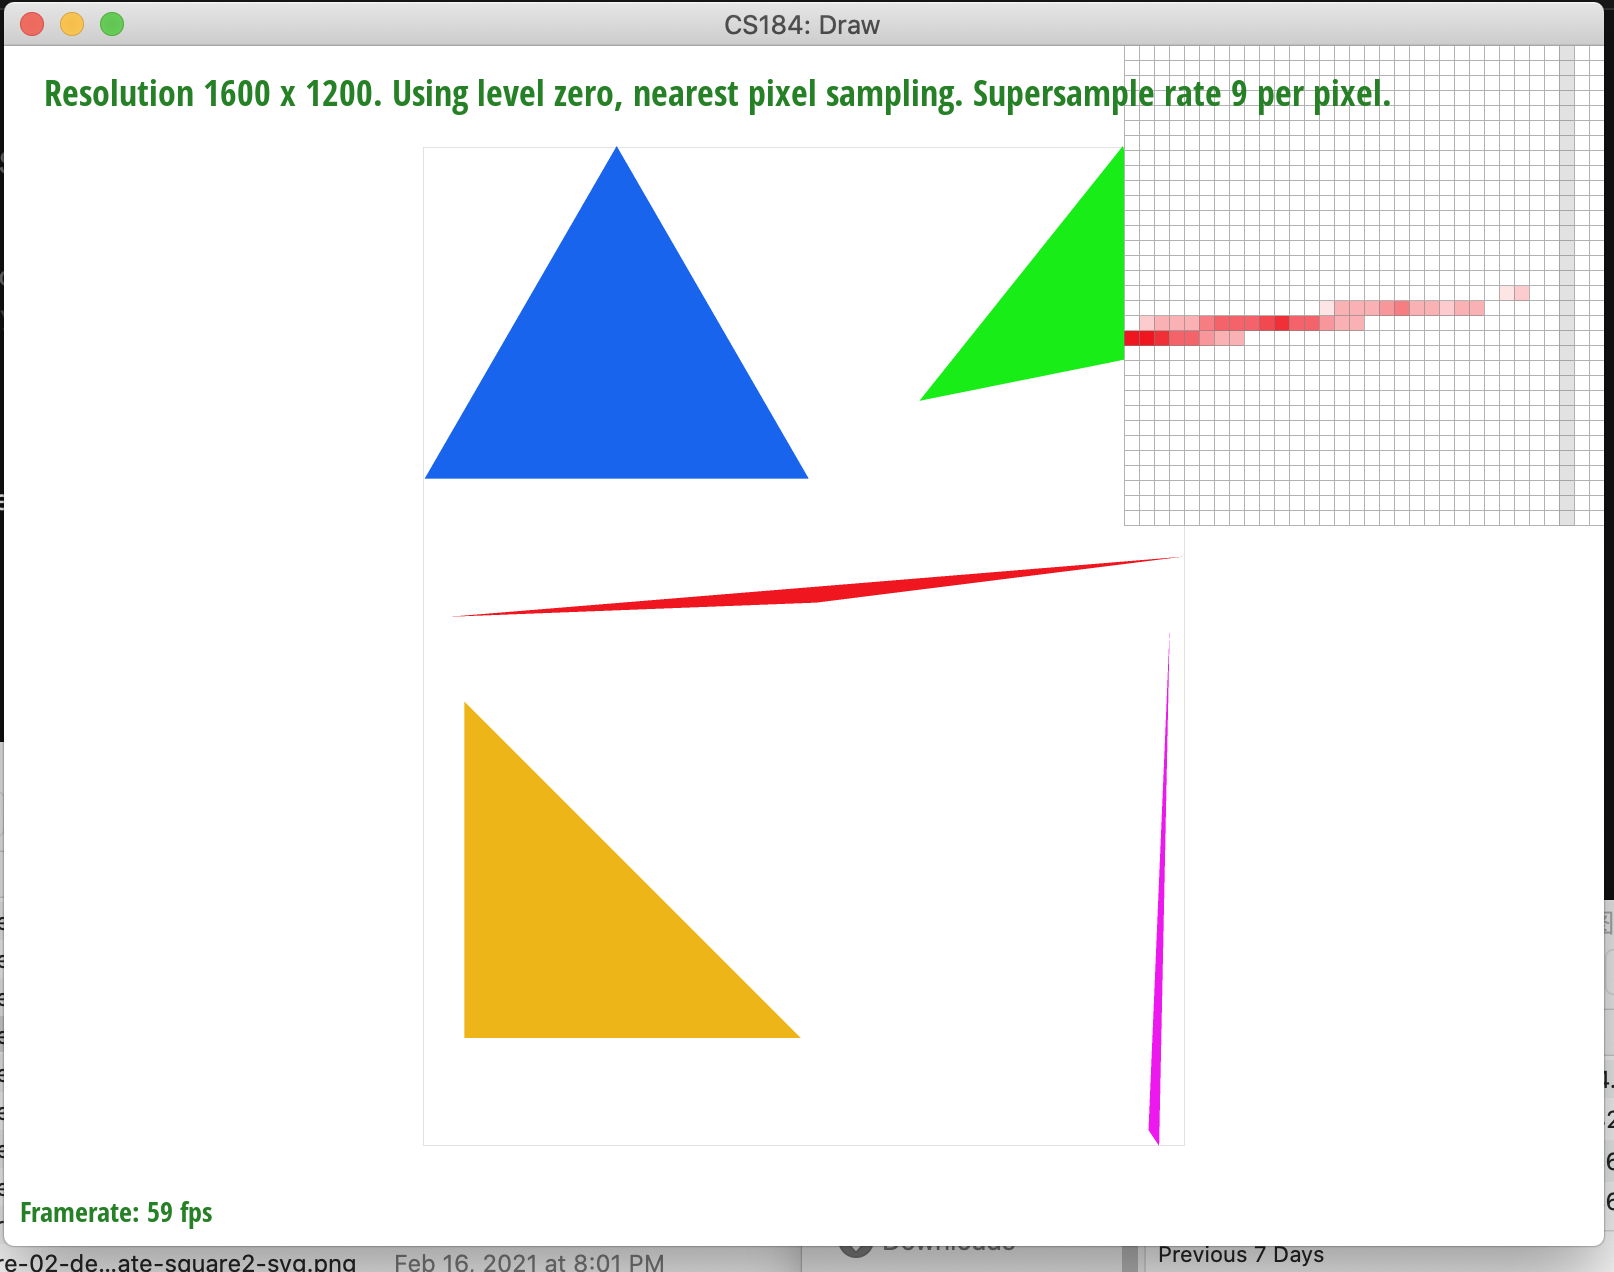 CS184: Draw
Resolution 1600 x 1200. Using level zero, nearest pixel sampling. Supersample rate 9 per pixel.
Framerate: 59 fps
re-02-de...ate-square2-svg.png Feb 16, 2021 at 8:01 PM
Downloads
Previous 7 Days